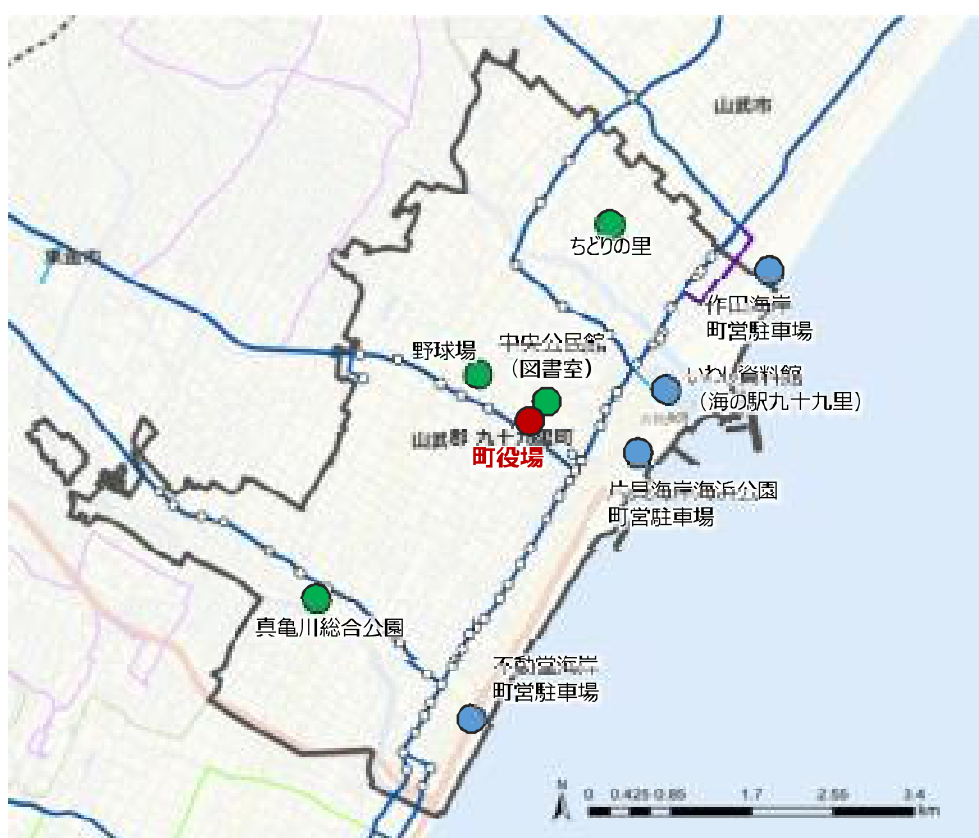 山武市
ちどりの里
東金市
作田海岸
町営駐車場
野球場
中央公民館
（図書室）
いわし資料館
（海の駅九十九里）
山武郡 九十九里町
町役場
片貝海岸海浜公園
町営駐車場
真亀川総合公園
不動堂海岸
町営駐車場
N
0 0.425 0.85 1.7 2.55 3.4
km